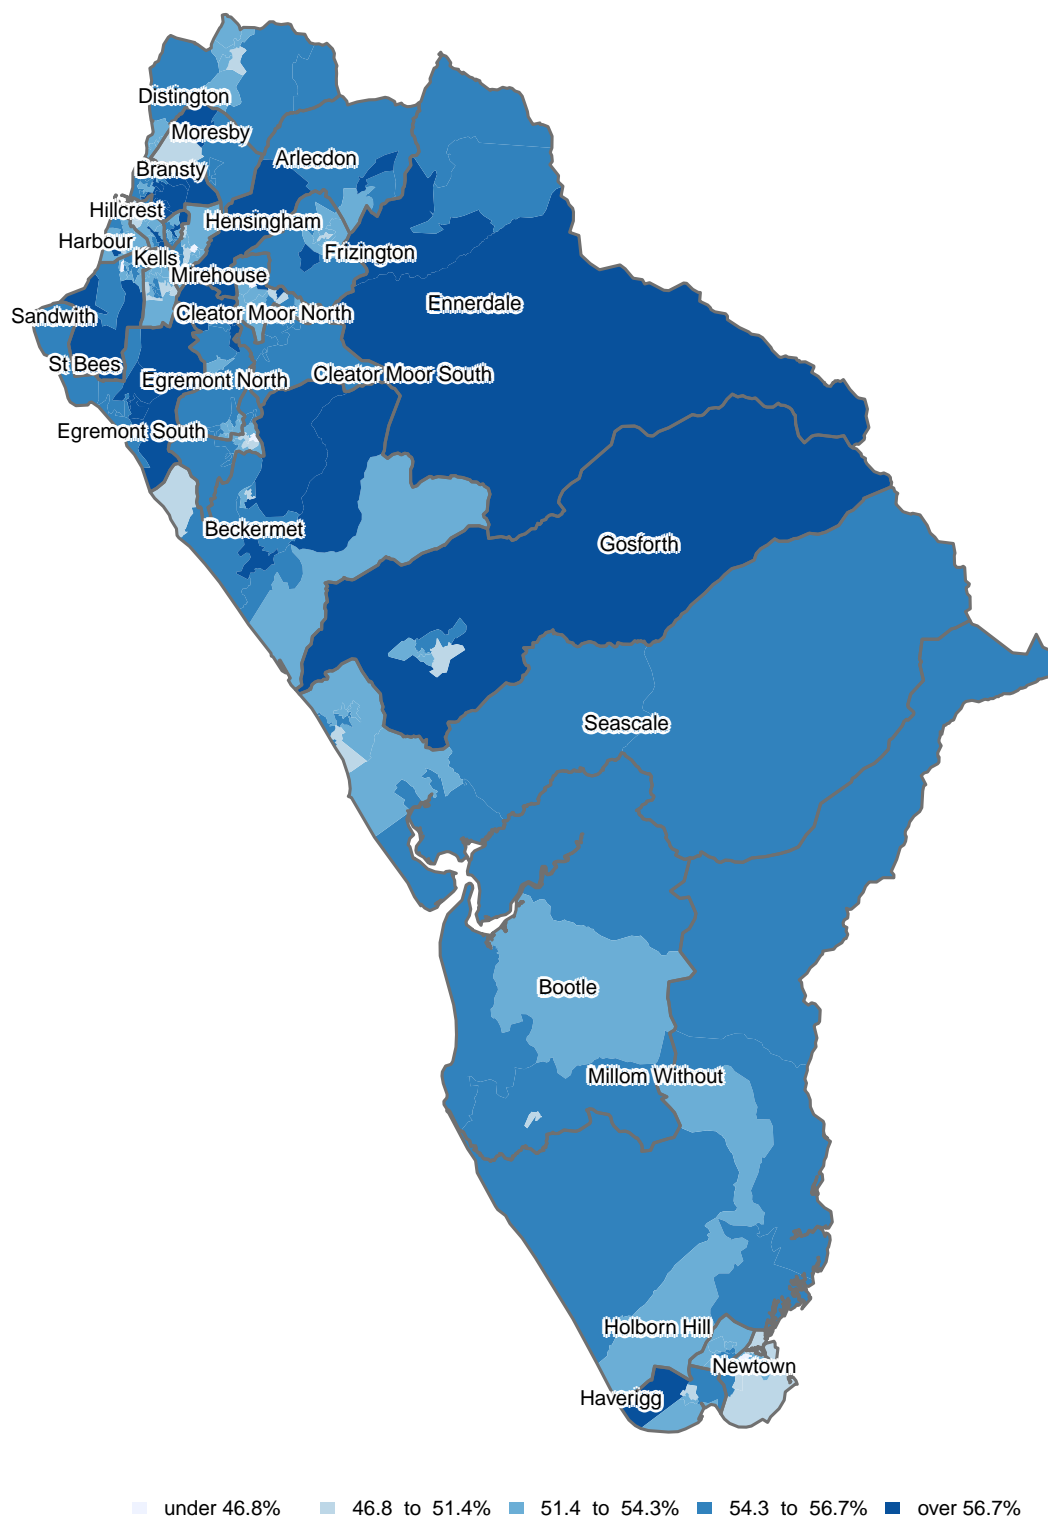 Distington
Moresby
Arlecdon
Bransty
Hillcrest
Hensingham
Harbour
Frizington
Kells
Mirehouse
Ennerdale
Sandwith
Cleator Moor North
St Bees
Cleator Moor South
Egremont North
Egremont South
Beckermet
Gosforth
Seascale
Bootle
Millom Without
Holborn Hill
Newtown
Haverigg
under 46.8% 46.8 to 51.4% 51.4 to 54.3% 54.3 to 56.7% over 56.7%